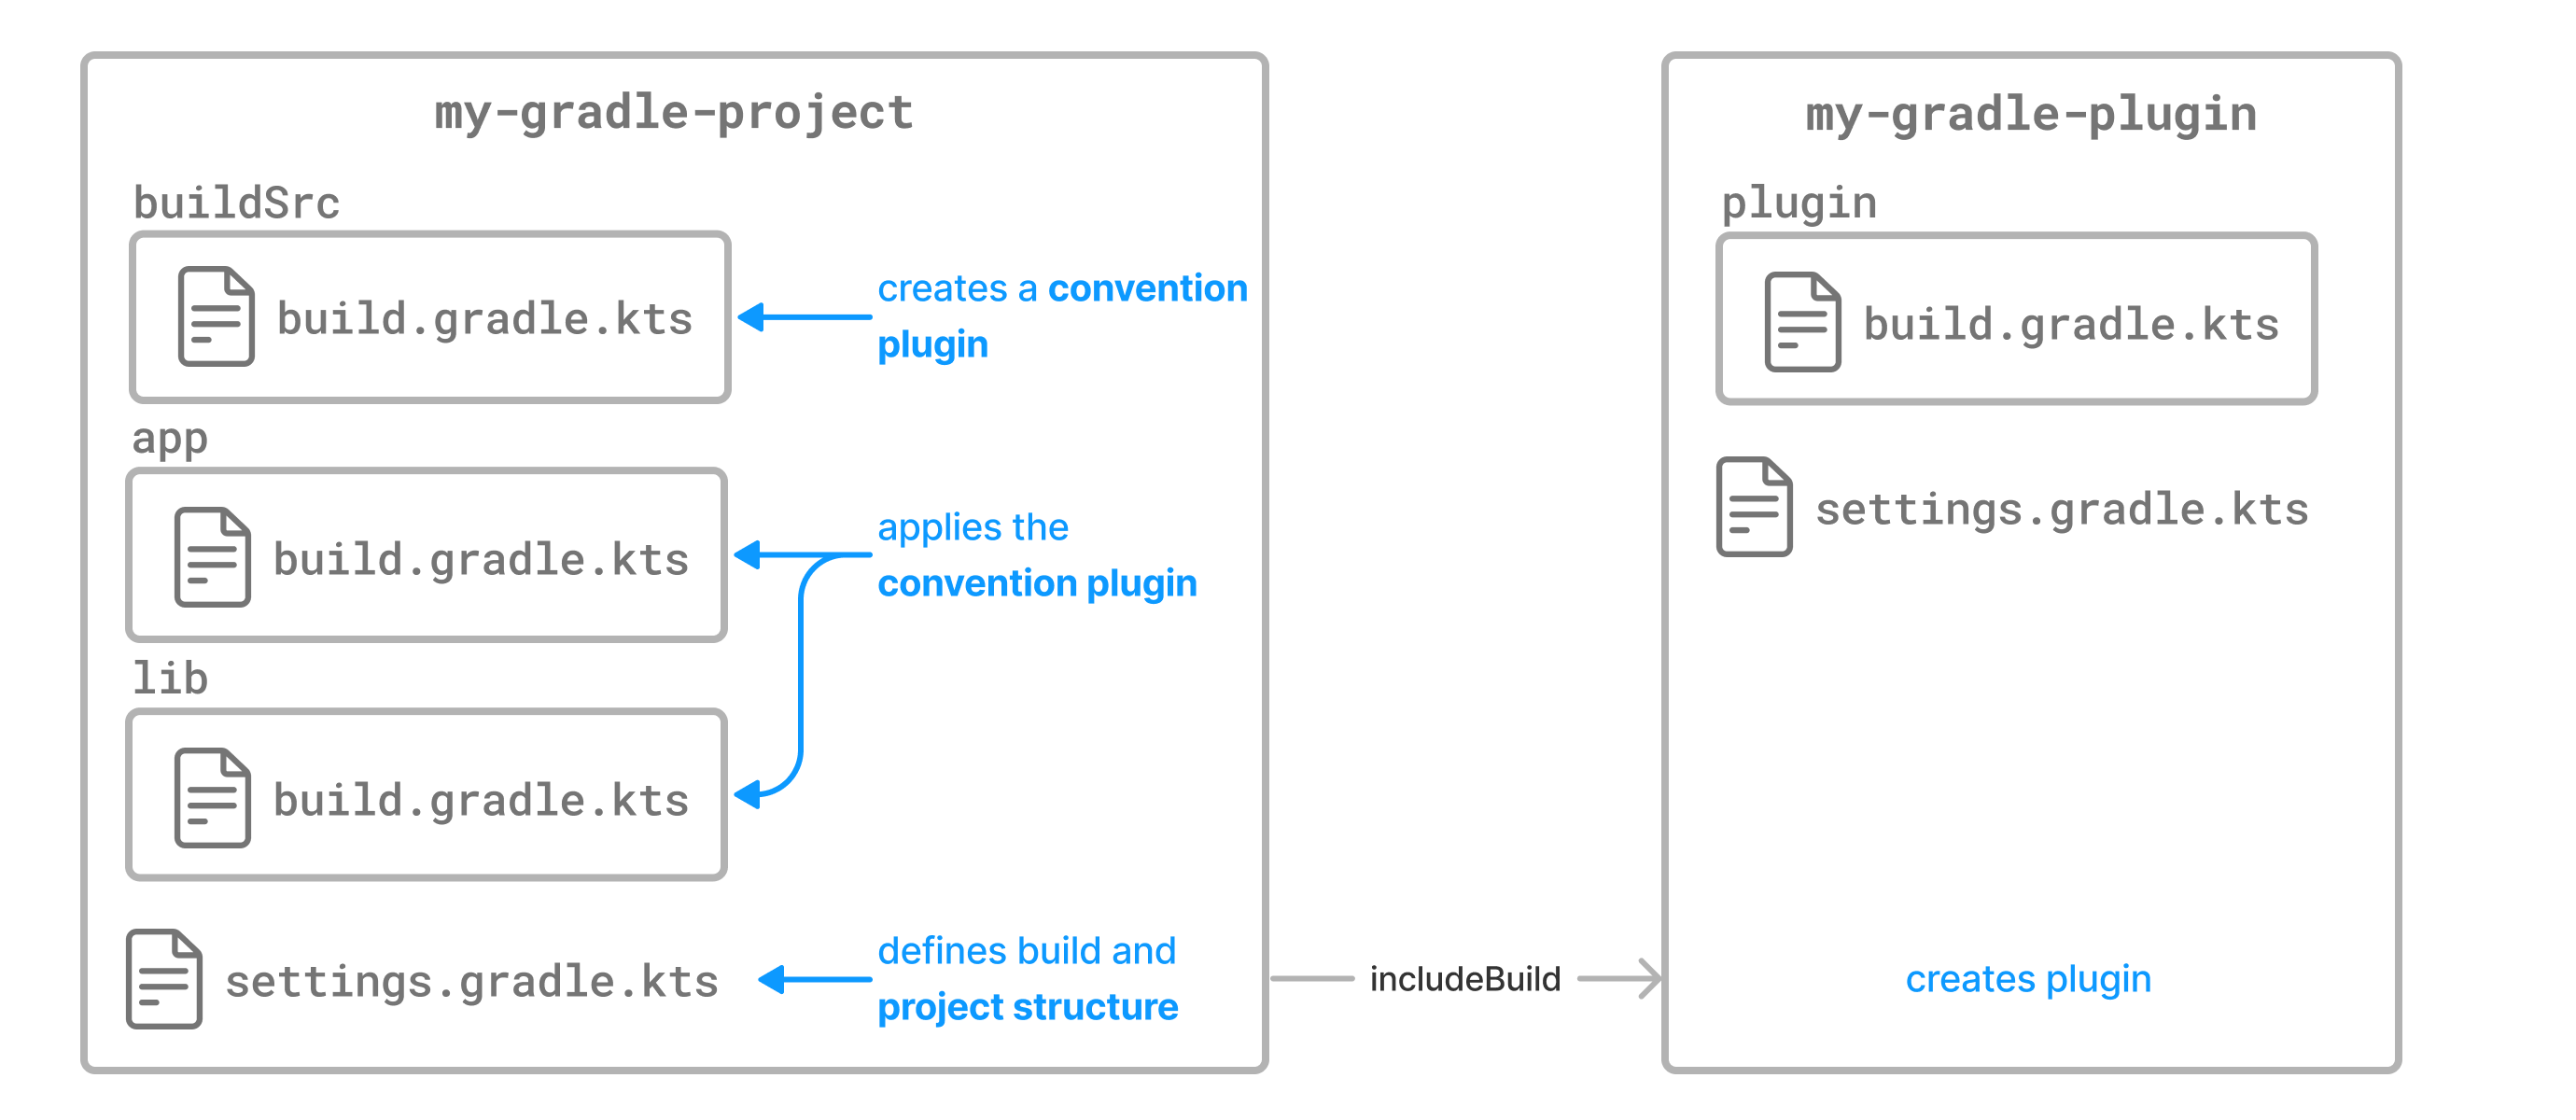 my-gradle-project
buildSrc
build.gradle.kts
creates a convention
plugin
app
build.gradle.kts
applies the
convention plugin
lib
build.gradle.kts
settings.gradle.kts
defines build and
project structure
includeBuild
my-gradle-plugin
plugin
build.gradle.kts
settings.gradle.kts
creates plugin